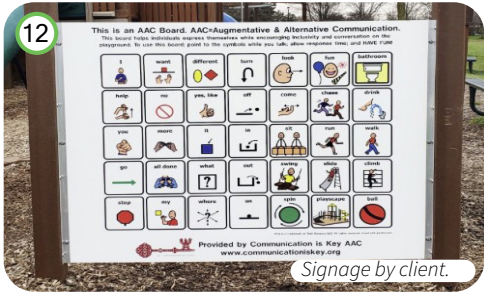 12
This is an AAC Board. AAC=Augmentative & Alternative Communication.
This board helps individuals express themselves while encouraging inclusivity and conversation on the
playground. To use this board point to the symbols while you talk; allow response time; and HAVE FUN!
I want different turn look fun bathroom
help no yes, like off come chase drink
you more it in sit run walk
go all done what out swing slide climb
stop my where on spin playscape ball
Provided by Communication is Key AAC
www.communicationiskey.org
Signage by client.